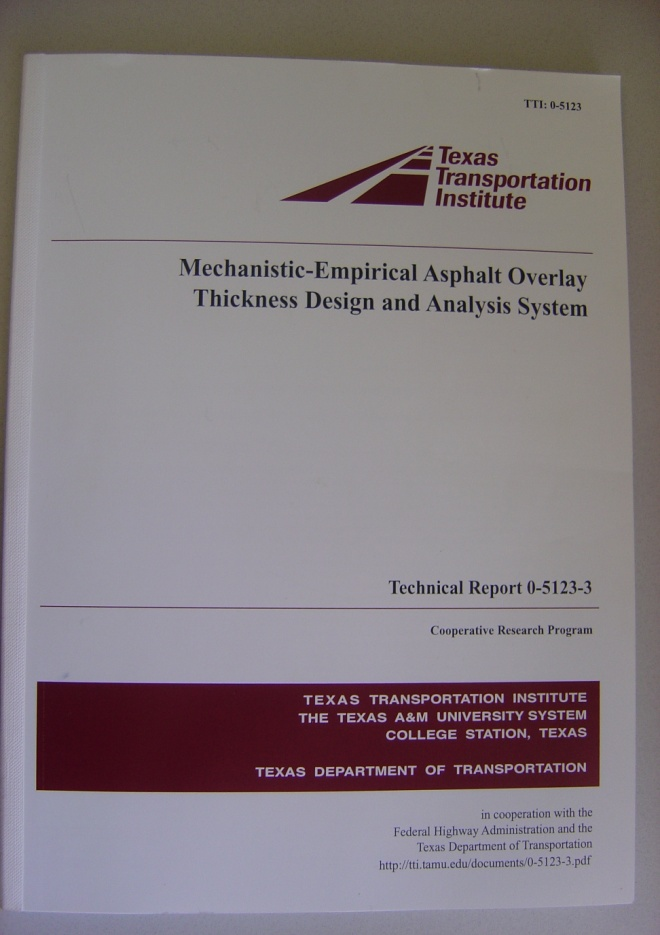 TTI: 0-5123
Texas
Transportation
Institute
Mechanistic-Empirical Asphalt Overlay
Thickness Design and Analysis System
Technical Report 0-5123-3
Cooperative Research Program
TEXAS TRANSPORTATION INSTITUTE
THE TEXAS A&M UNIVERSITY SYSTEM
COLLEGE STATION, TEXAS
TEXAS DEPARTMENT OF TRANSPORTATION
in cooperation with the
Federal Highway Administration and the
Texas Department of Transportation
http://tti.tamu.edu/documents/0-5123-3.pdf